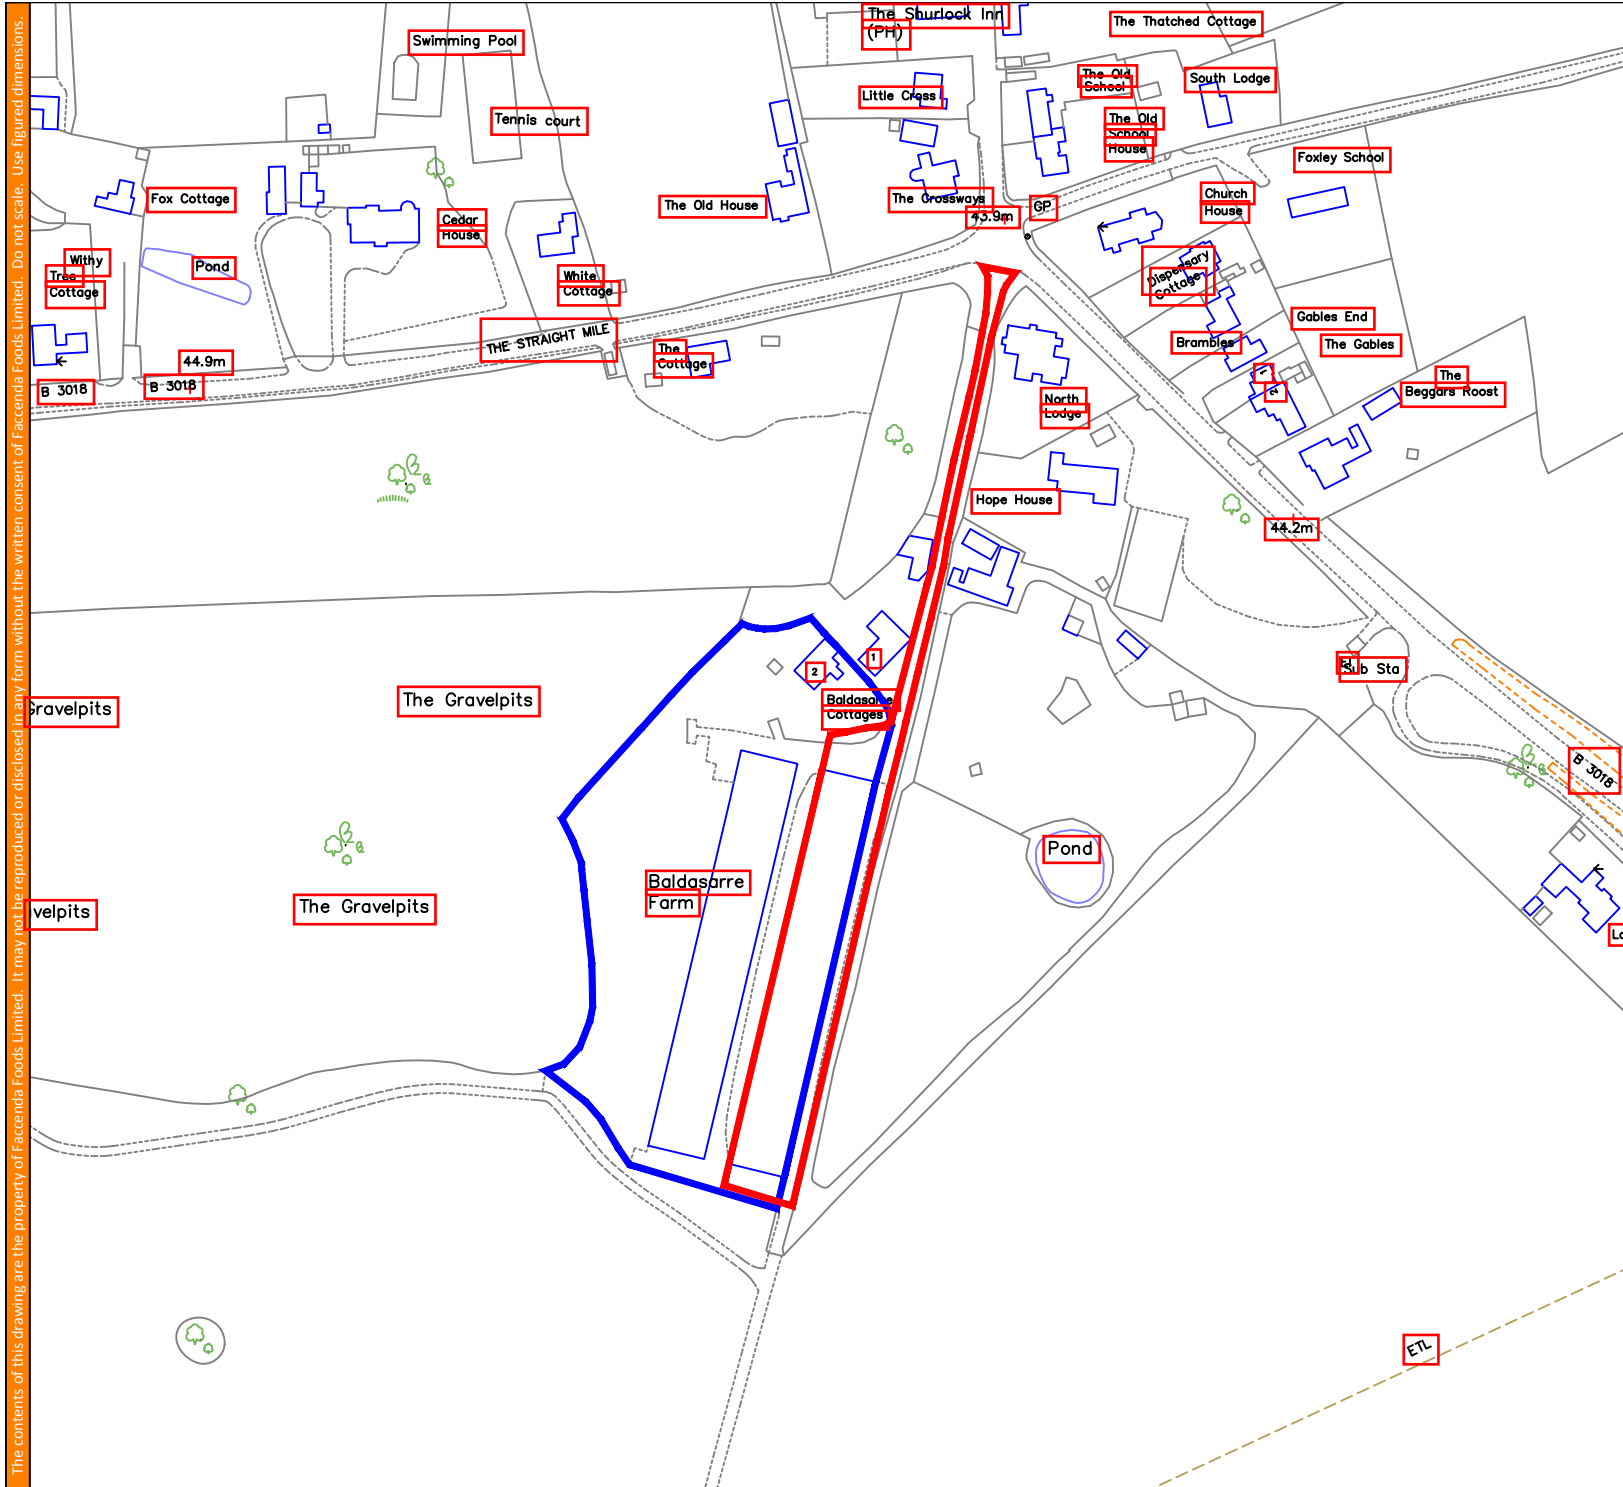 The contents of this drawing are the property of Faccenda Foods Limited. It may not be reproduced or disclosed in any form without the written consent of Faccenda Foods Limited. Do not scale. Use figured dimensions.
The Shurlock Inn
(PH)
The Thatched Cottage
Swimming Pool
The Old
School
South Lodge
Little Cross
Tennis court
The Old
School
House
Foxley School
Fox Cottage
The Old House
The Crossways
GP
Church
House
43.9m
Cedar
House
Withy
Tree
Cottage
Pond
White
Cottage
Dispensary
Cottage
Gables End
THE STRAIGHT MILE
Brambles
The Gables
The
Cottage
44.9m
B 3018
B 3018
1
2
The
Beggars Roost
North
Lodge
Hope House
44.2m
El
Sub Sta
1
2
Baldasarre
Cottages
Gravelpits
The Gravelpits
B 3018
Pond
Baldasarre
Farm
velpits
The Gravelpits
Lo
ETL